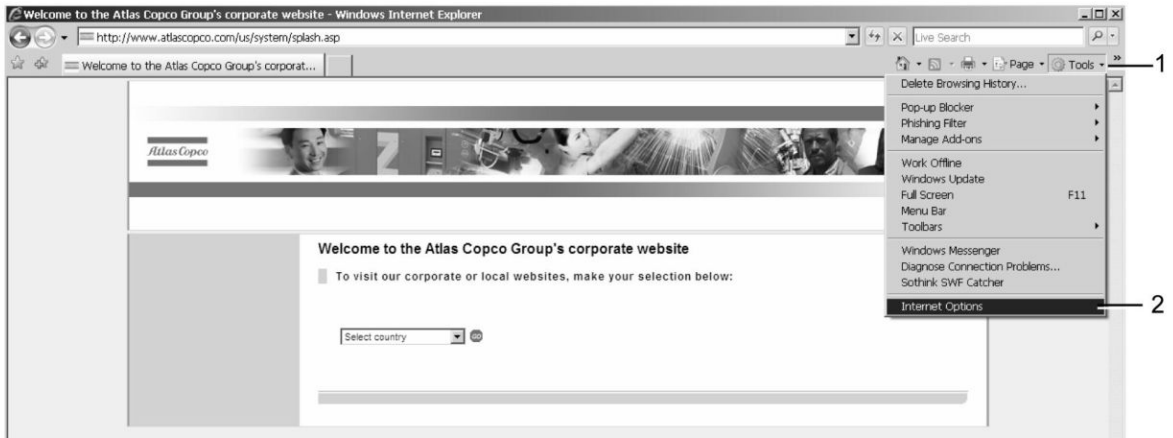 Welcome to the Atlas Copco Group's corporate website - Windows Internet Explorer
http://www.atlascopco.com/us/system/splash.asp
Live Search
Welcome to the Atlas Copco Group's corporat...
Page
Tools
»
1
Delete Browsing History...
Pop-up Blocker
Phishing Filter
Manage Add-ons
Atlas Copco
Work Offline
Windows Update
Full Screen F11
Menu Bar
Toolbars
Windows Messenger
Diagnose Connection Problems...
Sothink SWF Catcher
Internet Options
2
Welcome to the Atlas Copco Group's corporate website
To visit our corporate or local websites, make your selection below:
Select country